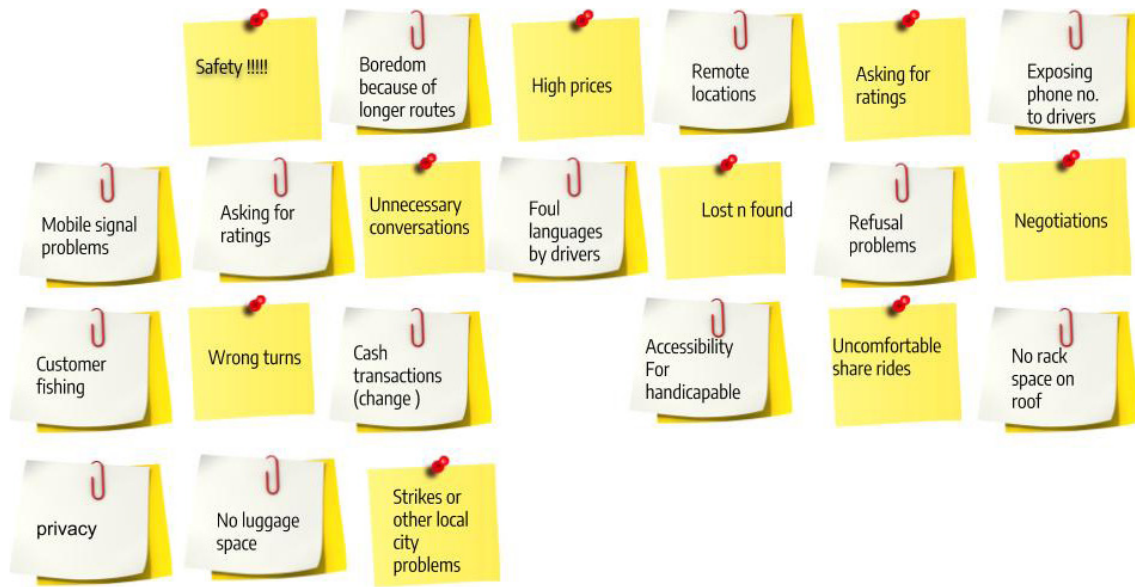 Safety !!!!!
Boredom
because of
longer routes
High prices
Remote
locations
Asking for
ratings
Exposing
phone no.
to drivers
Mobile signal
problems
Asking for
ratings
Unnecessary
conversations
Foul
languages
by drivers
Lost n found
Refusal
problems
Negotiations
Customer
fishing
Wrong turns
Cash
transactions
(change )
Accessibility
For
handicapable
Uncomfortable
share rides
No rack
space on
roof
privacy
No luggage
space
Strikes or
other local
city
problems